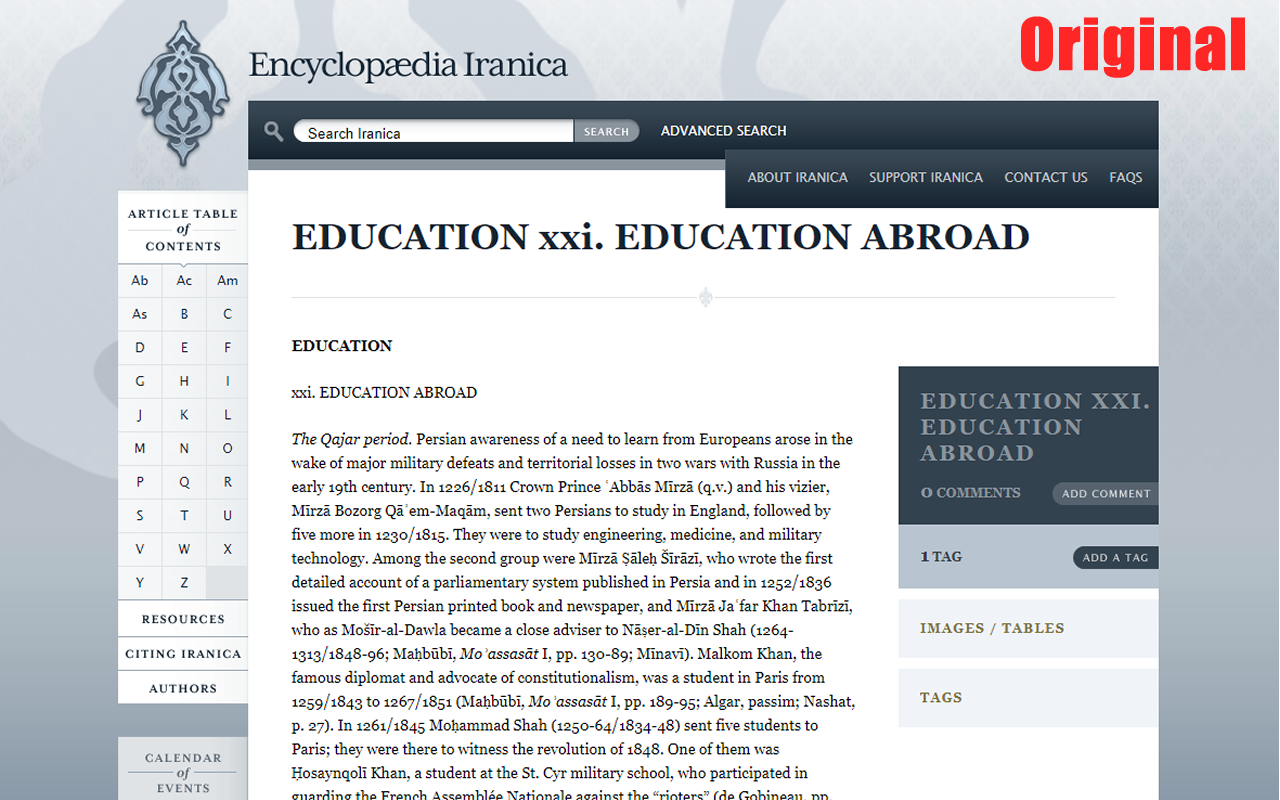 Original
Encyclopædia Iranica
Search Iranica
SEARCH
ADVANCED SEARCH
ABOUT IRANICA
SUPPORT IRANICA
CONTACT US
FAQS
ARTICLE TABLE
of
CONTENTS
Ab Ac Am
As B C
D E F
G H I
J K L
M N O
P Q R
S T U
V W X
Y Z
RESOURCES
CITING IRANICA
AUTHORS
CALENDAR
of
EVENTS
EDUCATION xxi. EDUCATION ABROAD
EDUCATION
xxi. EDUCATION ABROAD
The Qajar period. Persian awareness of a need to learn from Europeans arose in the
wake of major military defeats and territorial losses in two wars with Russia in the
early 19th century. In 1226/1811 Crown Prince ʿAbbās Mīrzā (q.v.) and his vizier,
Mīrzā Bozorg Qāʾem-Maqām, sent two Persians to study in England, followed by
five more in 1230/1815. They were to study engineering, medicine, and military
technology. Among the second group were Mīrzā Ṣāleḥ Šīrāzī, who wrote the first
detailed account of a parliamentary system published in Persia and in 1252/1836
issued the first Persian printed book and newspaper, and Mīrzā Jaʿfar Khan Tabrīzī,
who as Mošīr-al-Dawla became a close adviser to Nāṣer-al-Dīn Shah (1264-
1313/1848-96; Maḥbūbī, Moʾassasāt I, pp. 130-89; Mīnavī). Malkom Khan, the
famous diplomat and advocate of constitutionalism, was a student in Paris from
1259/1843 to 1267/1851 (Maḥbūbī, Moʾassasāt I, pp. 189-95; Algar, passim; Nashat,
p. 27). In 1261/1845 Moḥammad Shah (1250-64/1834-48) sent five students to
Paris; they were there to witness the revolution of 1848. One of them was
Ḥosaynqolī Khan, a student at the St. Cyr military school, who participated in
guarding the French Assemblée Nationale against the “rioters” (de Gobineau, pp.
EDUCATION XXI.
EDUCATION
ABROAD
0 COMMENTS
ADD COMMENT
1 TAG
ADD A TAG
IMAGES / TABLES
TAGS